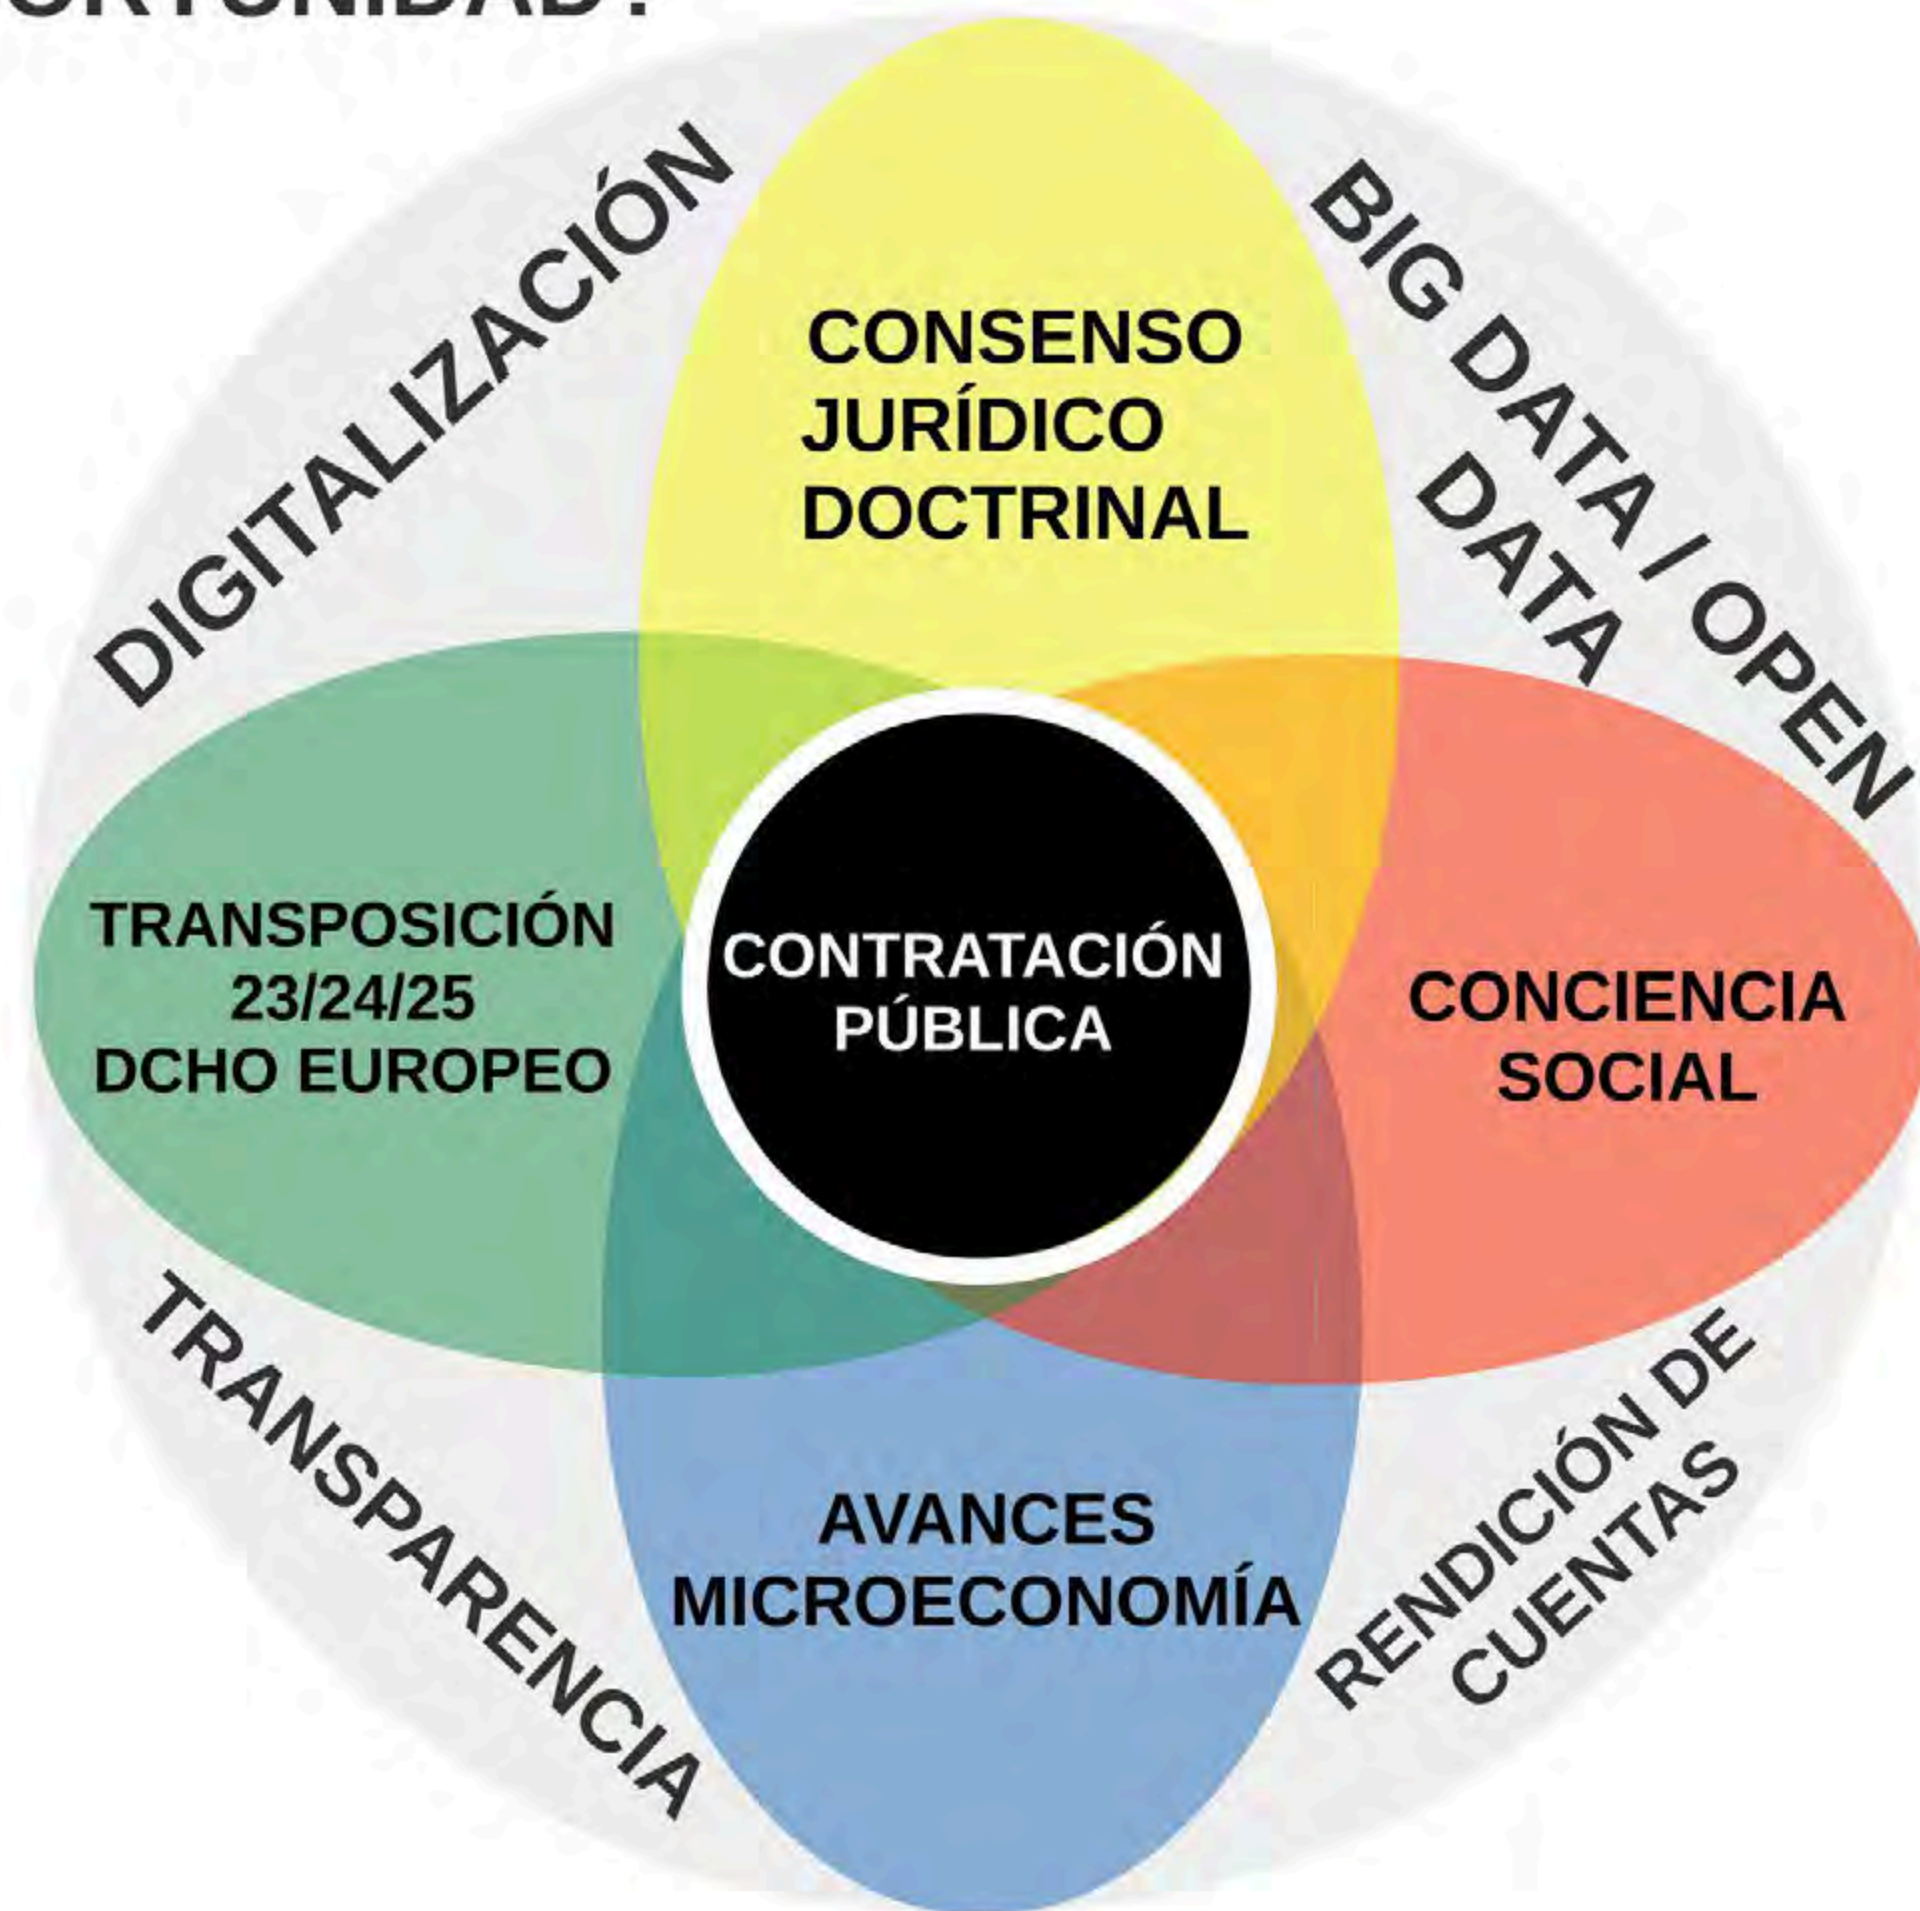 DIGITALIZACIÓN
BIG DATA / OPEN
DATA
CONSENSO
JURÍDICO
DOCTRINAL
TRANSPOSICIÓN
23/24/25
DCHO EUROPEO
CONTRATACIÓN
PÚBLICA
CONCIENCIA
SOCIAL
AVANCES
MICROECONOMÍA
TRANSPARENCIA
RENDICIÓN DE
CUENTAS